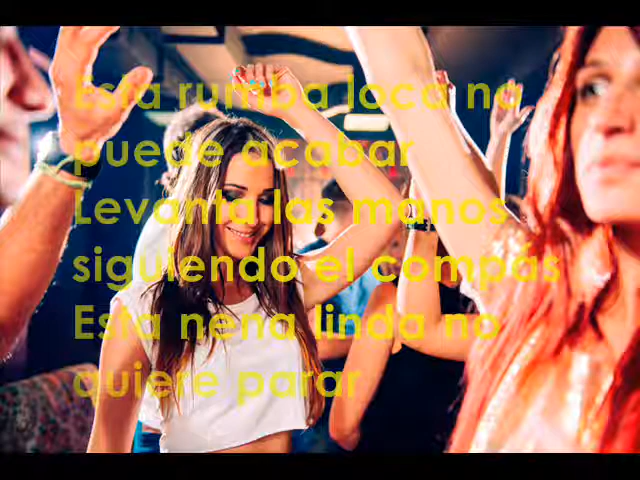 Esta rumba loca no
puede acabar
Levanta las manos
siguiendo el compás
Esta nena linda no
quiere parar